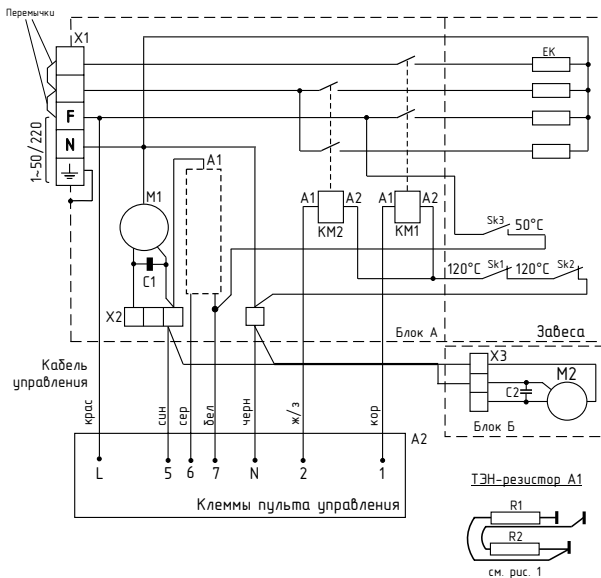 Перемычки
X1
EK
F
N
1~50/220
A1
M1
C1
X2
A1
A2
KM2
A1
A2
KM1
Sk3
50°C
120°C
Sk1
120°C
Sk2
Блок А
Завеса
X3
M2
C2
Блок Б
Кабель
управления
крас
син
сер
бел
черн
ж/з
кор
A2
L
5
6
7
N
2
1
Клеммы пульта управления
ТЭН-резистор А1
R1
R2
см. рис. 1